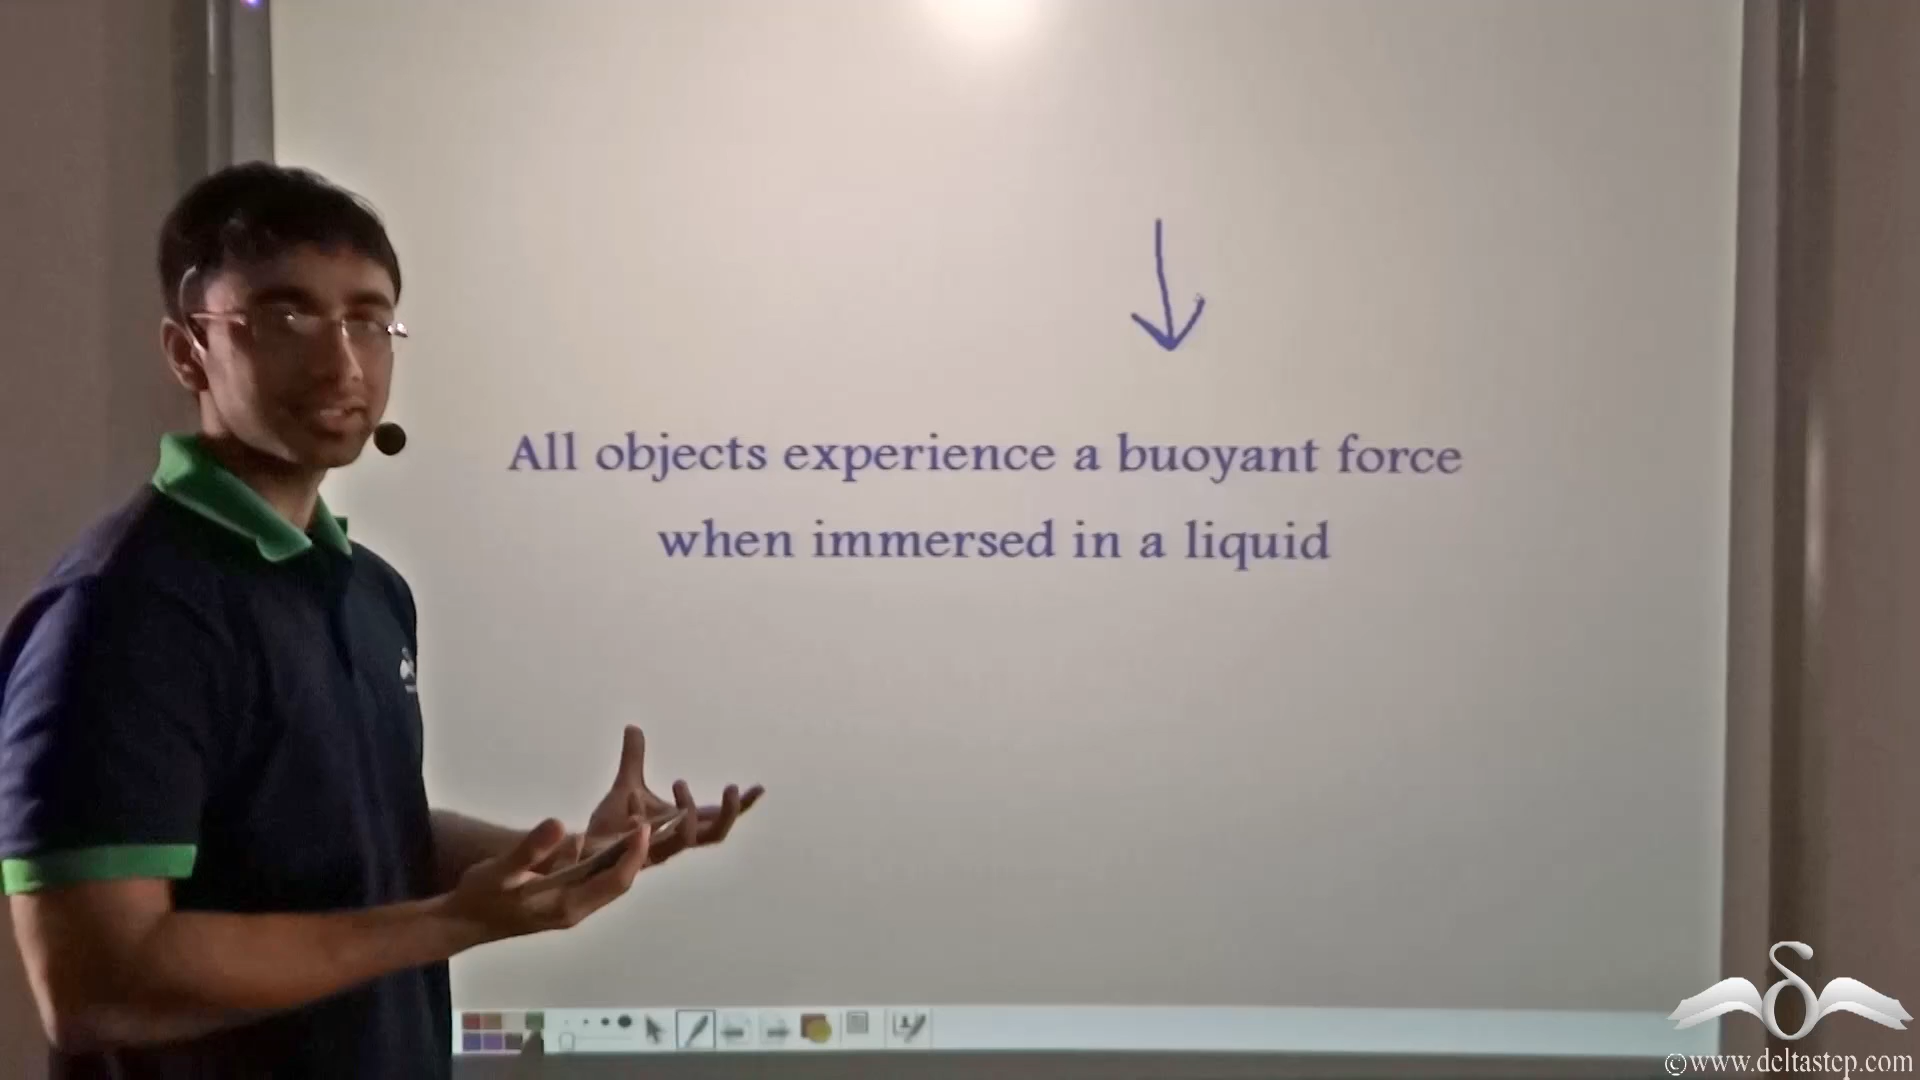 All objects experience a buoyant force
when immersed in a liquid
©www.deltastep.com